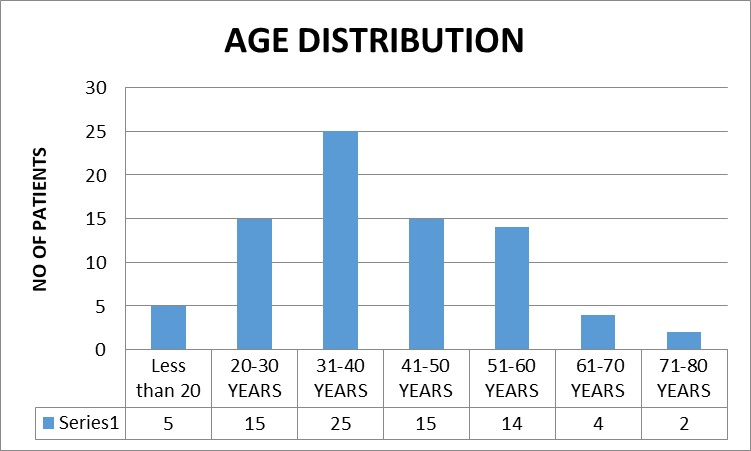 AGE DISTRIBUTION
NO OF PATIENTS
30
25
20
15
10
5
0
Less than 20
20-30 YEARS
31-40 YEARS
41-50 YEARS
51-60 YEARS
61-70 YEARS
71-80 YEARS
Series1 5 15 25 15 14 4 2